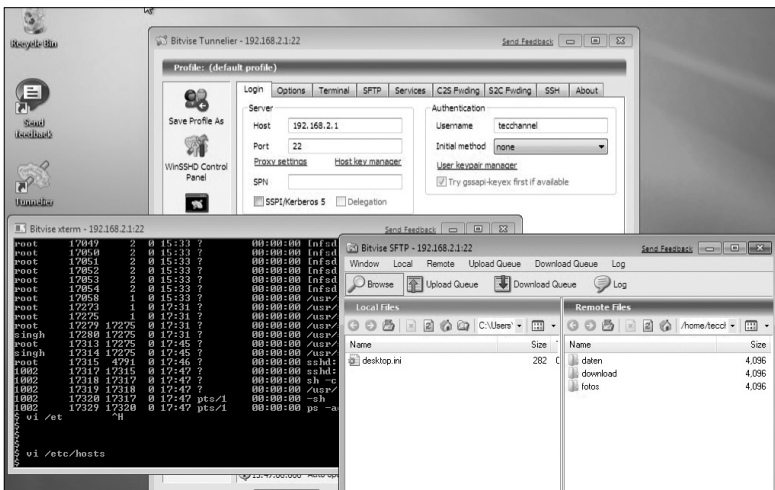 Recycle Bin
Send feedback
Tunnelier
Bitvise Tunnelier - 192.168.2.1:22
Send Feedback
Profile: (default profile)
Save Profile As
WinSSHD Control Panel
Login Options Terminal SFTP Services C2S Fwding S2C Fwding SSH About
Server
Host 192.168.2.1
Port 22
Proxy settings Host key manager
SPN
SSPI/Kerberos 5 Delegation
Authentication
Username tecchannel
Initial method none
User keypair manager
Try gssapi-keyex first if available
Bitvise xterm - 192.168.2.1:22
Send Feedback
root 17049 2 0 15:33 ? 00:00:00 [nfsd
root 17050 2 0 15:33 ? 00:00:00 [nfsd
root 17051 2 0 15:33 ? 00:00:00 [nfsd
root 17052 2 0 15:33 ? 00:00:00 [nfsd
root 17053 2 0 15:33 ? 00:00:00 [nfsd
root 17054 2 0 15:33 ? 00:00:00 [nfsd
root 17058 1 0 15:33 ? 00:00:00 /usr/
root 17273 1 0 17:31 ? 00:00:00 /usr/
root 17275 1 0 17:31 ? 00:00:00 /usr/
root 17279 17275 0 17:31 ? 00:00:00 /usr/
singh 17280 17275 0 17:31 ? 00:00:00 /usr/
root 17313 17275 0 17:45 ? 00:00:00 /usr/
singh 17314 17275 0 17:45 ? 00:00:00 /usr/
root 17315 4791 0 17:46 ? 00:00:00 sshd:
1002 17317 17315 0 17:47 ? 00:00:00 sshd:
1002 17318 17317 0 17:47 ? 00:00:00 sh -c
1002 17319 17318 0 17:47 ? 00:00:00 /usr/
1002 17320 17317 0 17:47 pts/1 00:00:00 -sh
1002 17329 17320 0 17:47 pts/1 00:00:00 ps -a
$ vi /et ^H
$
$
$ vi /etc/hosts
$
Bitvise SFTP - 192.168.2.1:22
Send Feedback
Window Local Remote Upload Queue Download Queue Log
Browse Upload Queue Download Queue Log
Local Files
C:\Users'
Name Size
desktop.ini 282
Remote Files
/home/tecc
Name Size
daten 4,096
download 4,096
fotos 4,096